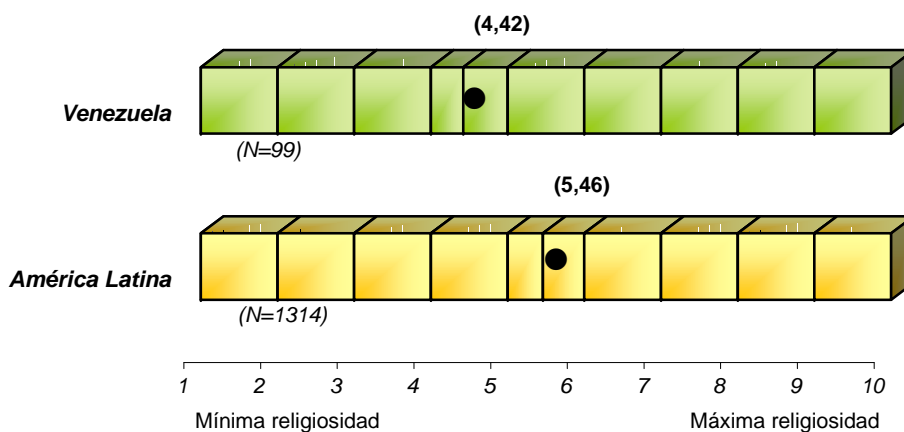 (4,42)
Venezuela
(N=99)
(5,46)
América Latina
(N=1314)
1 2 3 4 5 6 7 8 9 10
Mínima religiosidad Máxima religiosidad